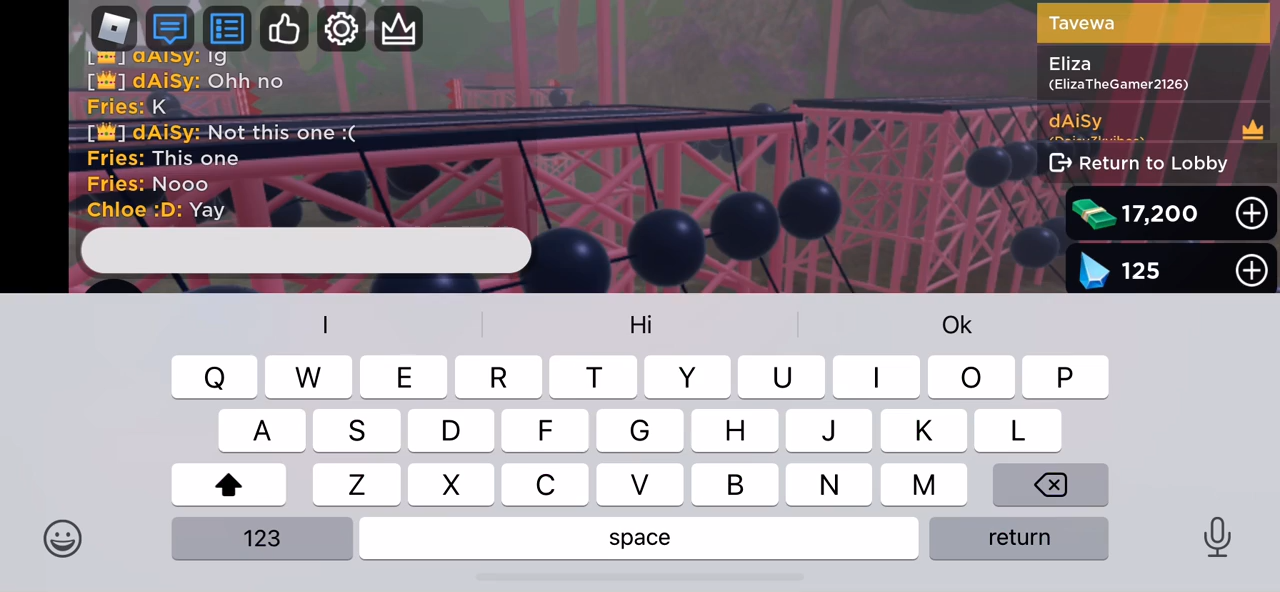 [👑] dAiSy: Ig
[👑] dAiSy: Ohh no
Fries: K
[👑] dAiSy: Not this one :(
Fries: This one
Fries: Nooo
Chloe :D: Yay
Tavewa
Eliza
(ElizaTheGamer2126)
dAiSy
Return to Lobby
17,200
125
I Hi Ok
Q W E R T Y U I O P
A S D F G H J K L
Z X C V B N M
123 space return